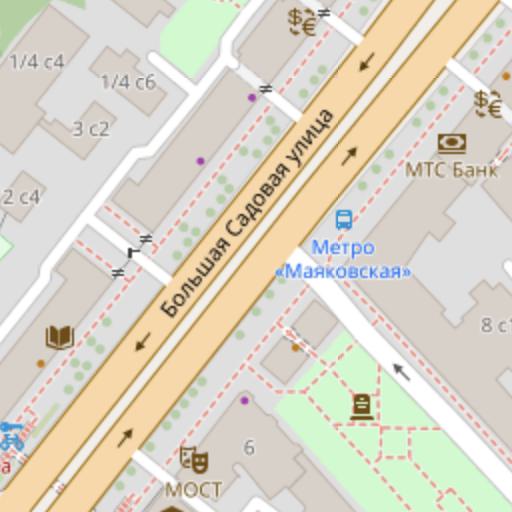 1/4 с4
1/4 с6
3 с2
2 с4
Большая Садовая улица
МТС Банк
Метро
«Маяковская»
8 с1
6
МОСТ
а